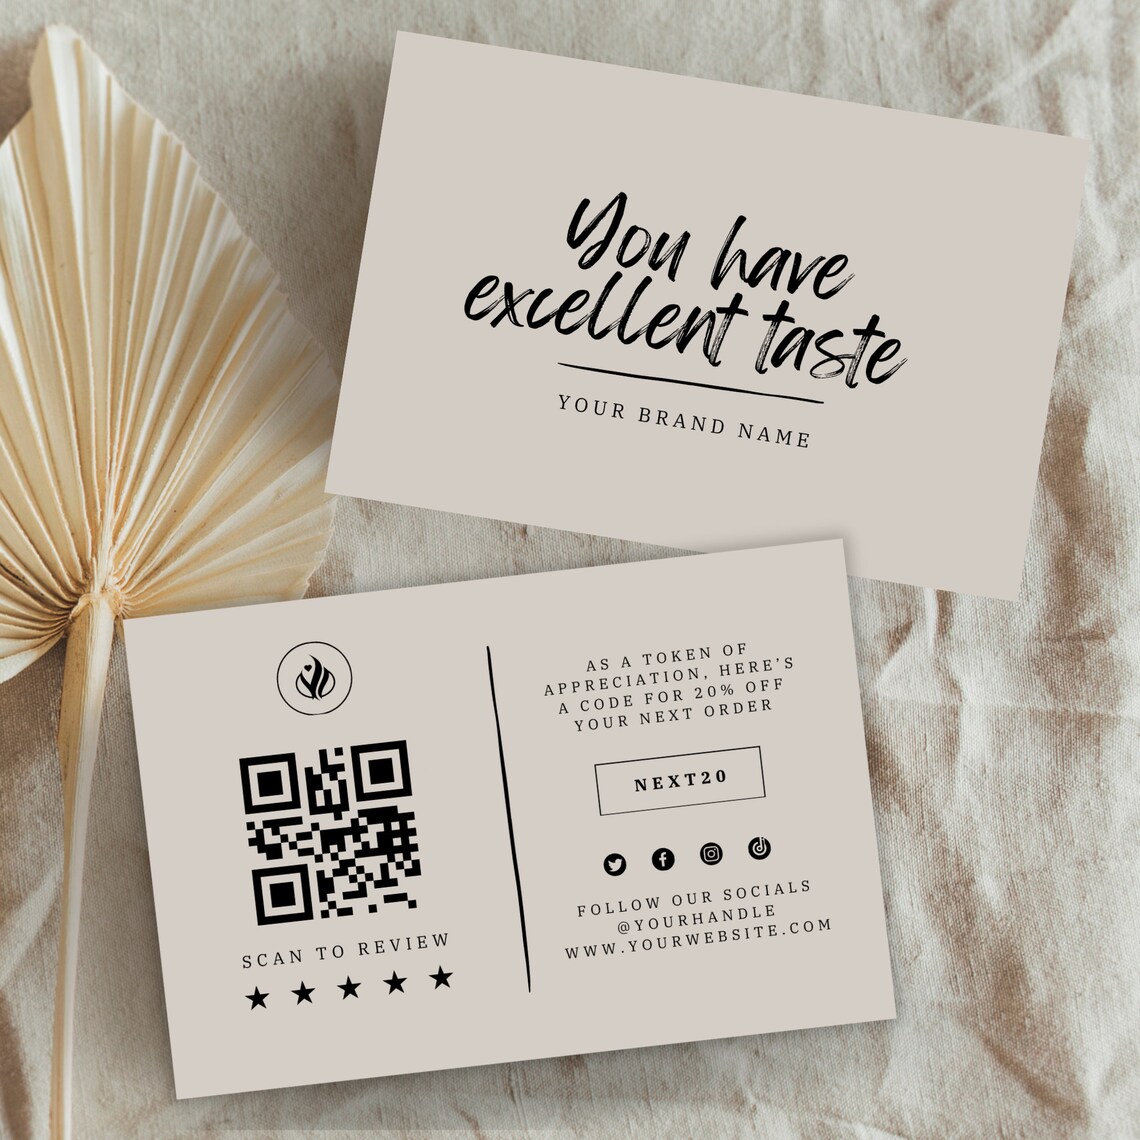 You have
excellent taste
YOUR BRAND NAME
AS A TOKEN OF
APPRECIATION, HERE'S
A CODE FOR 20% OFF
YOUR NEXT ORDER
NEXT20
FOLLOW OUR SOCIALS
@YOURHANDLE
WWW.YOURWEBSITE.COM
SCAN TO REVIEW